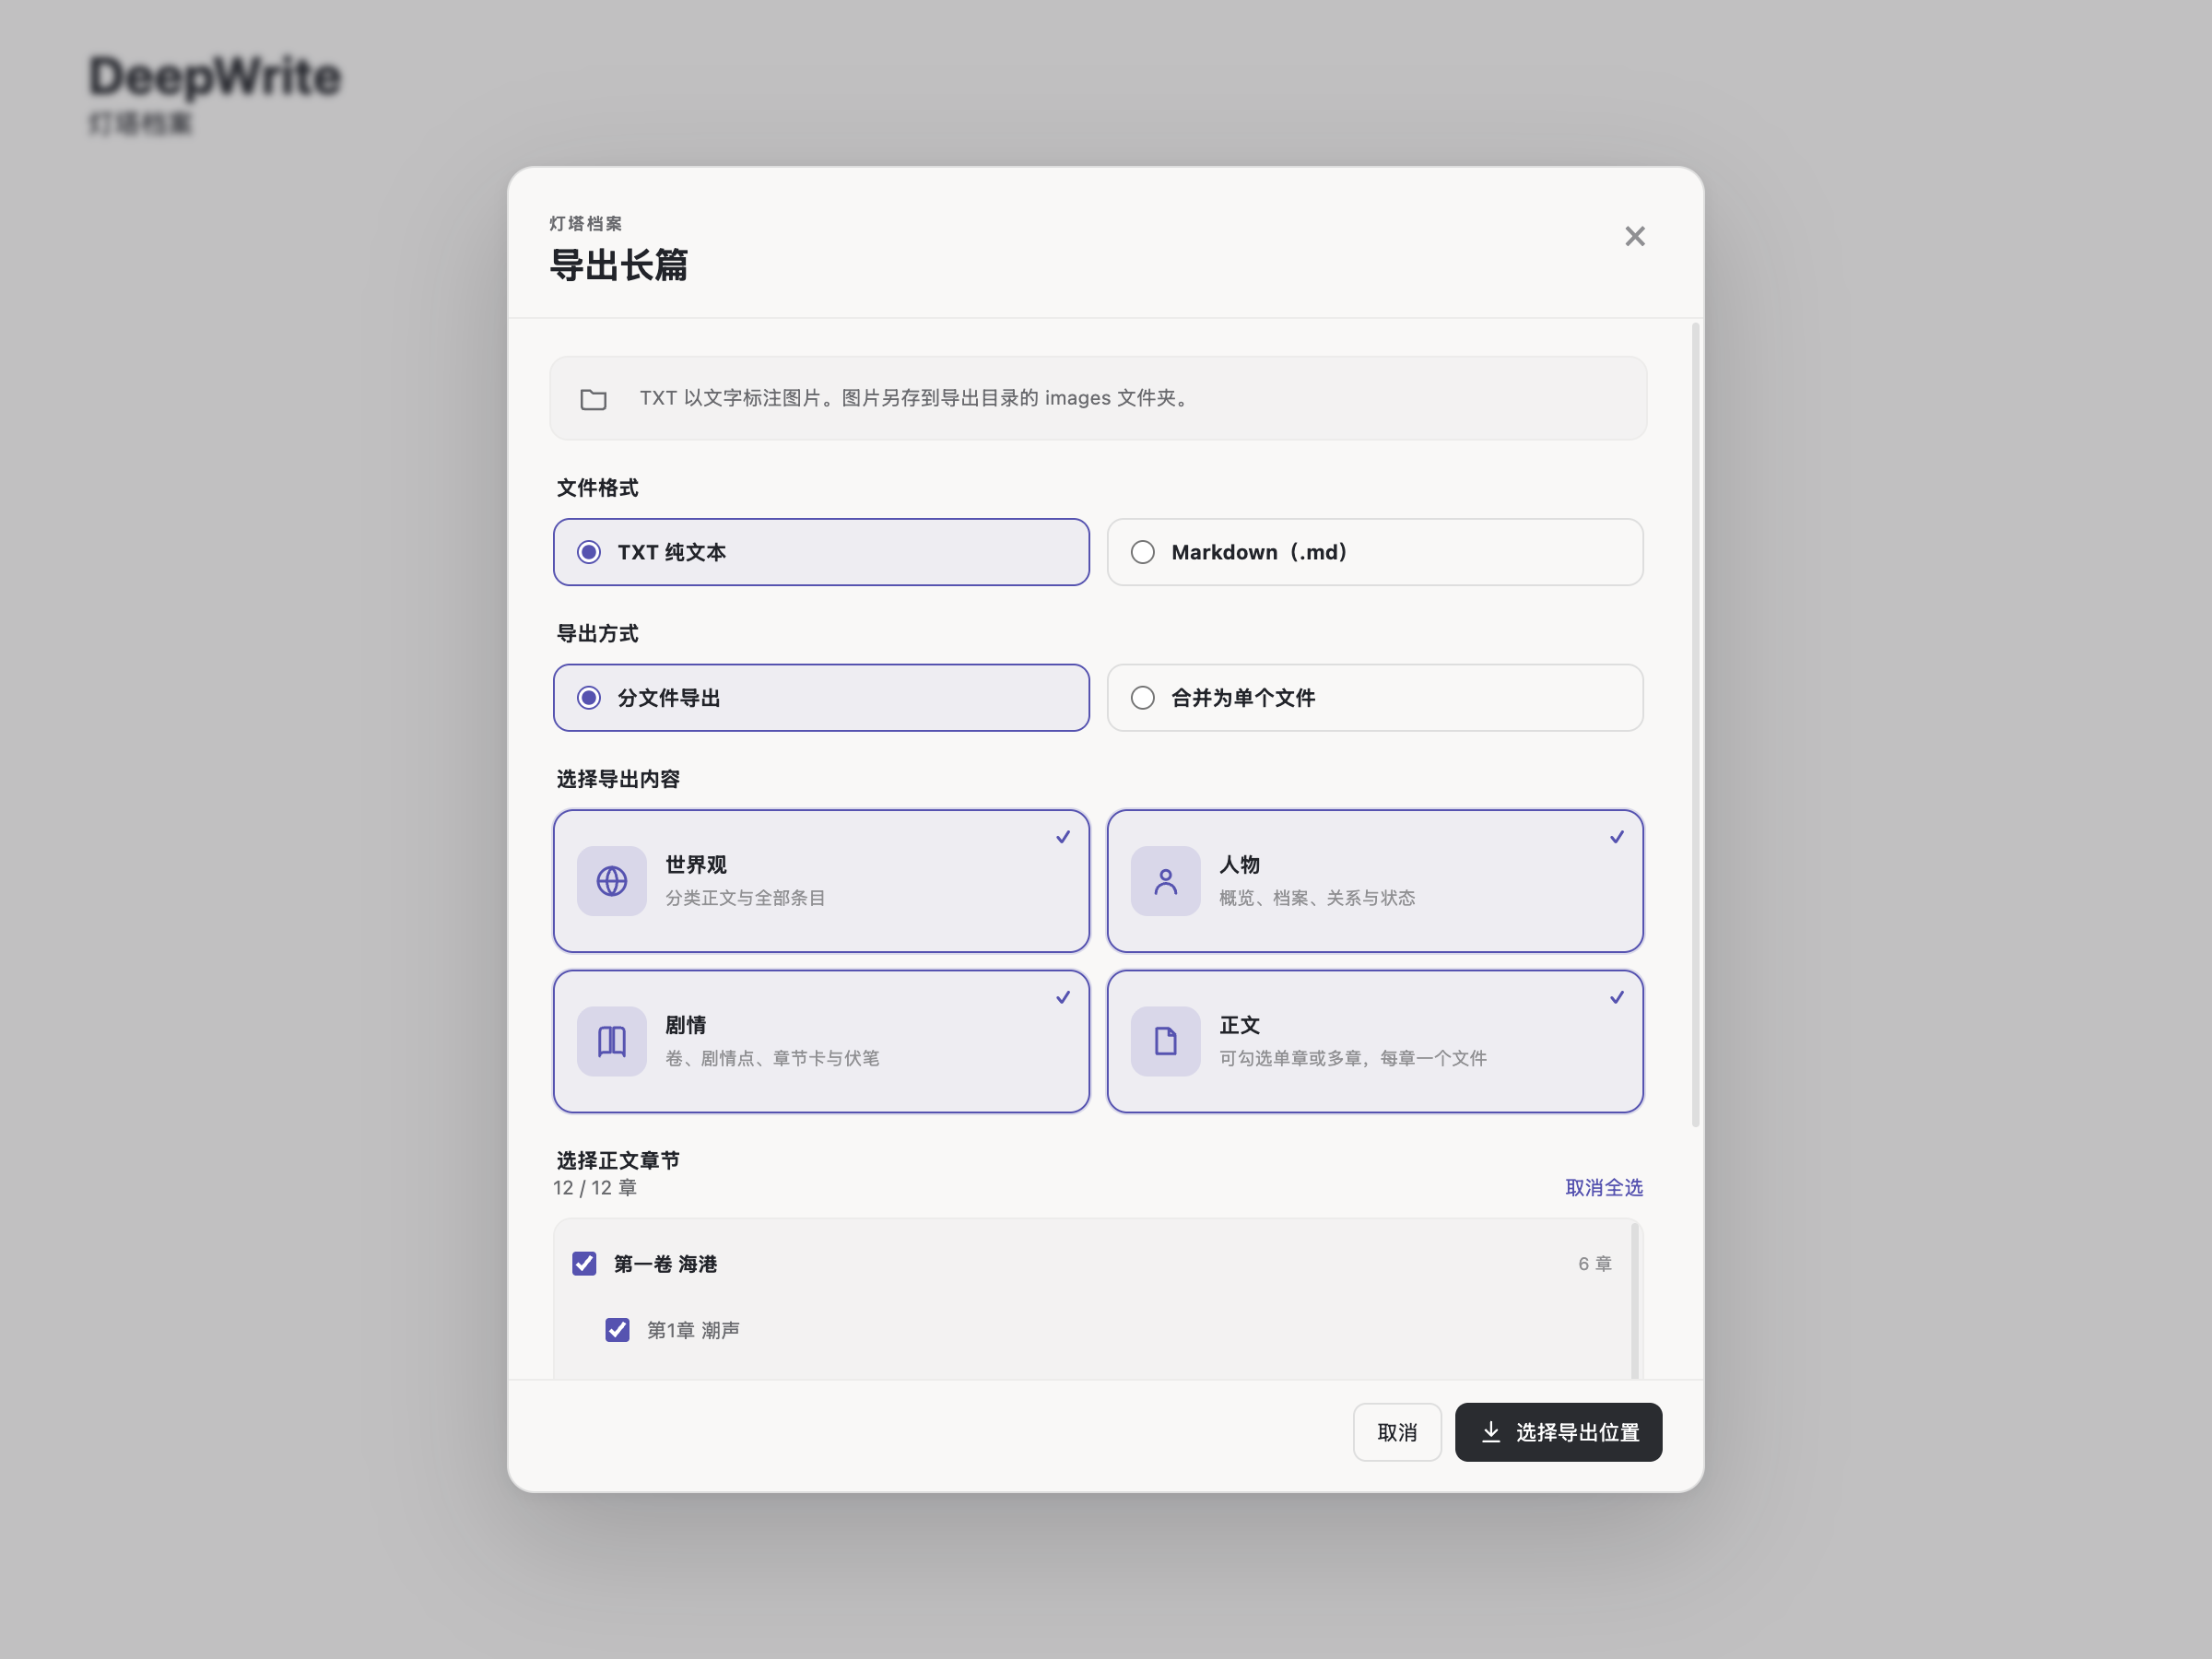 DeepWrite
灯塔档案
灯塔档案
导出长篇
TXT 以文字标注图片。图片另存到导出目录的 images 文件夹。
文件格式
TXT 纯文本
Markdown（.md）
导出方式
分文件导出
合并为单个文件
选择导出内容
世界观
分类正文与全部条目
人物
概览、档案、关系与状态
剧情
卷、剧情点、章节卡与伏笔
正文
可勾选单章或多章，每章一个文件
选择正文章节
12 / 12 章
取消全选
第一卷 海港
6 章
第1章 潮声
取消
选择导出位置